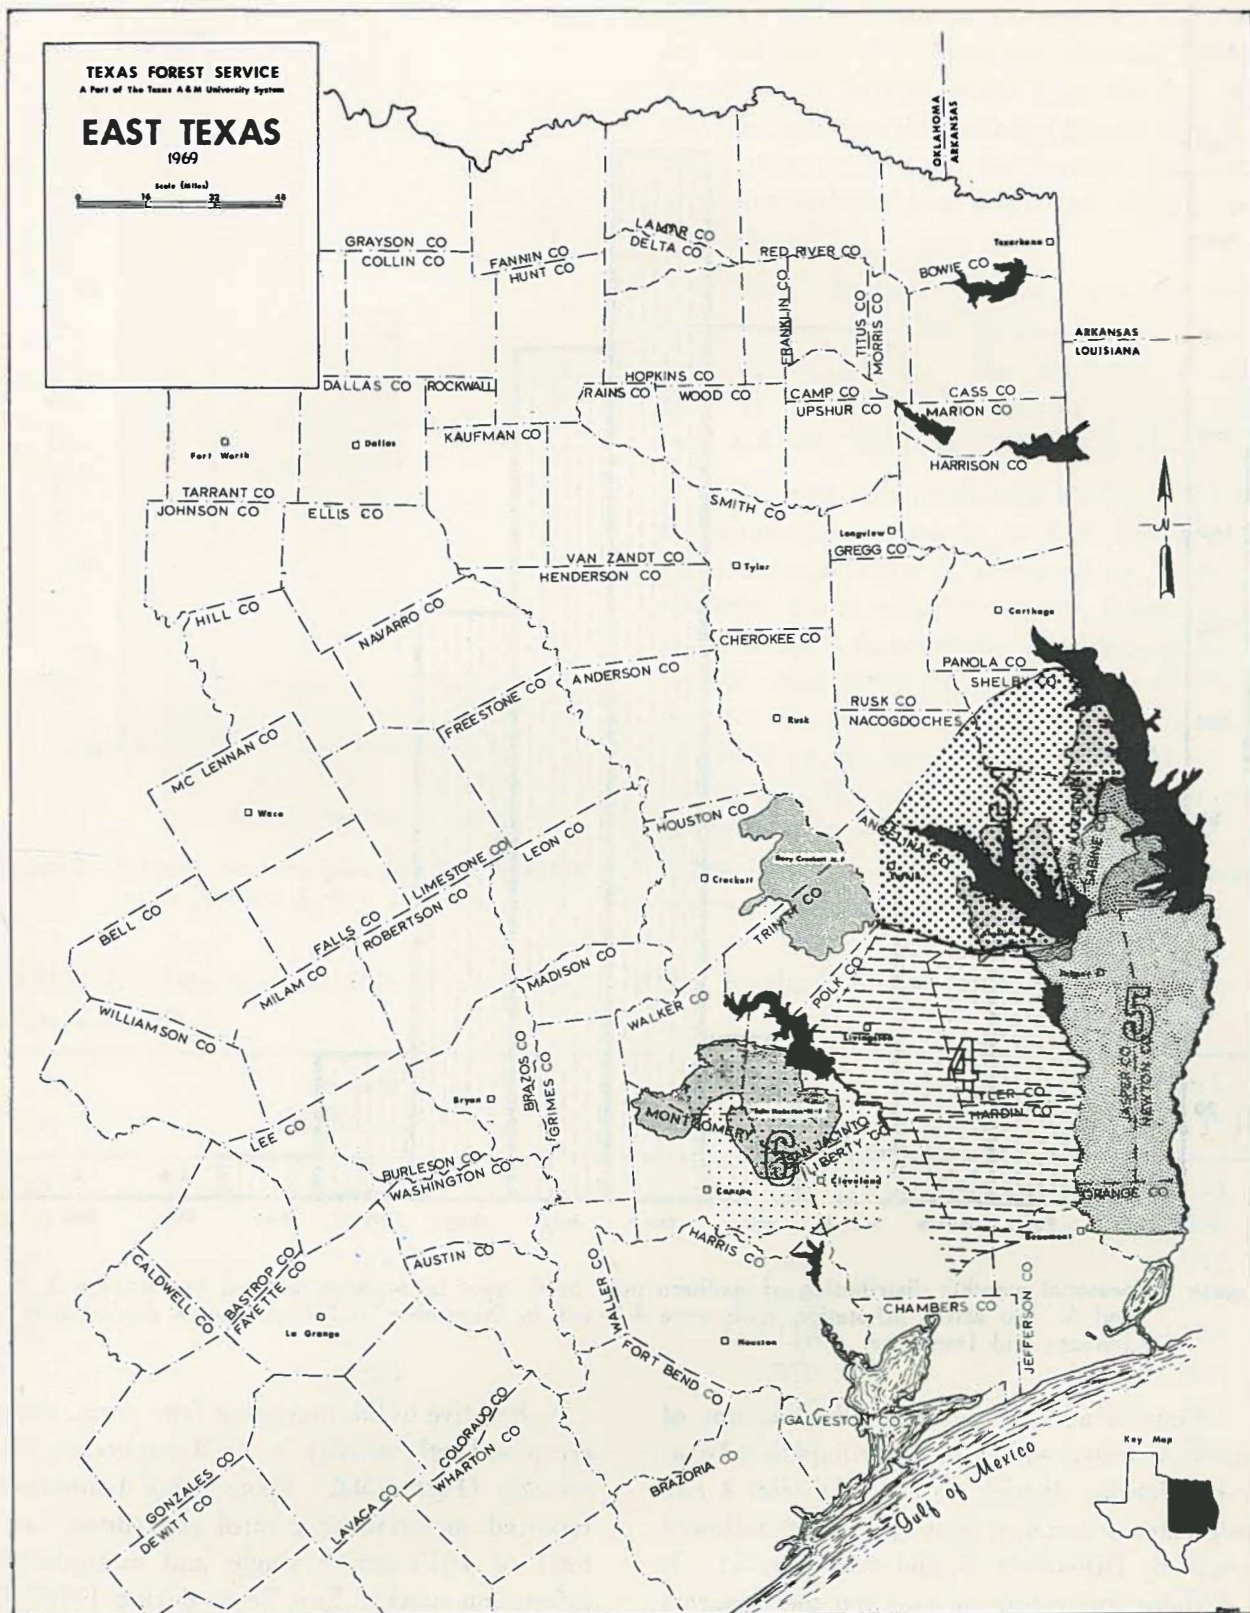 TEXAS FOREST SERVICE
A Part of The Texas A & M University System
EAST TEXAS
1969
Scale (Miles)
0 16 32 48
OKLAHOMA
ARKANSAS
GRAYSON CO
COLLIN CO
FANNIN CO
HUNT CO
LAMAR CO
DELTA CO
RED RIVER CO
Texarkana
BOWIE CO
FRANKLIN CO
TITUS CO
MORRIS CO
ARKANSAS
LOUISIANA
DALLAS CO
ROCKWALL
HOPKINS CO
RAINS CO
WOOD CO
CAMP CO
UPSHUR CO
CASS CO
MARION CO
KAUFMAN CO
Fort Worth
Dallas
HARRISON CO
TARRANT CO
JOHNSON CO
ELLIS CO
SMITH CO
N
Longview
GREGG CO
VAN ZANDT CO
HENDERSON CO
Tyler
HILL CO
NAVARRO CO
Carthage
CHEROKEE CO
PANOLA CO
SHELBY CO
ANDERSON CO
FREESTONE CO
RUSK CO
NACOGDOCHES
Rusk
MC LENNAN CO
Waco
HOUSTON CO
ANGELINA CO
SAN AUGUSTINE
SABINE CO
LIMESTONE CO
LEON CO
Davy Crockett N. F.
Crockett
TRINITY CO
BELL CO
FALLS CO
ROBERTSON CO
MILAM CO
MADISON CO
POLK CO
Jasper
WALKER CO
WILLIAMSON CO
Livingston
4
5
JASPER CO
NEWTON CO
BRAZOS CO
GRIMES CO
Bryan
TYLER CO
HARDIN CO
MONTGOMERY
SAN JACINTO
LIBERTY CO
6
LEE CO
BURLESON CO
WASHINGTON CO
Cleveland
Conroe
ORANGE CO
Beaumont
HARRIS CO
AUSTIN CO
WALLER CO
CALDWELL CO
BASTROP CO
FAYETTE CO
La Grange
CHAMBERS CO
JEFFERSON CO
Houston
FORT BEND CO
COLORADO CO
WHARTON CO
GALVESTON CO
BRAZORIA CO
Gulf of Mexico
Key Map
GONZALES CO
DEWITT CO
LAVACA CO